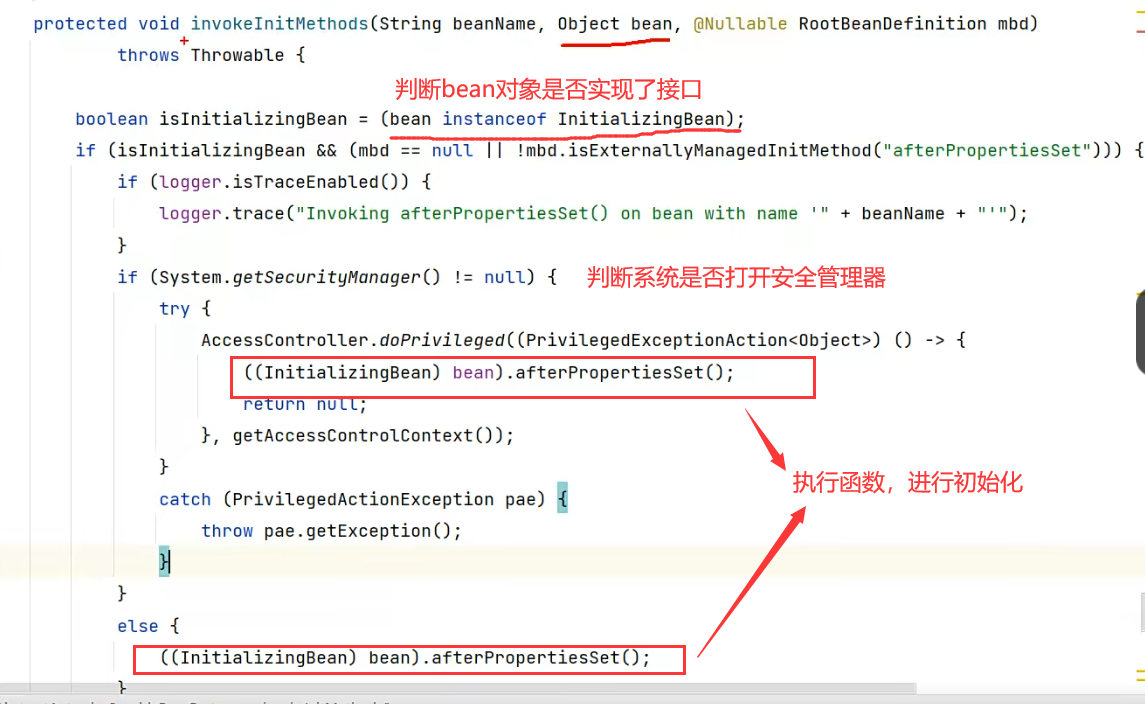 protected void invokeInitMethods(String beanName, Object bean, @Nullable RootBeanDefinition mbd)
throws Throwable {
判断bean对象是否实现了接口
boolean isInitializingBean = (bean instanceof InitializingBean);
if (isInitializingBean && (mbd == null || !mbd.isExternallyManagedInitMethod("afterPropertiesSet"))) {
if (logger.isTraceEnabled()) {
logger.trace("Invoking afterPropertiesSet() on bean with name '" + beanName + "'");
}
if (System.getSecurityManager() != null) { 判断系统是否打开安全管理器
try {
AccessController.doPrivileged((PrivilegedExceptionAction<Object>) () -> {
((InitializingBean) bean).afterPropertiesSet();
return null;
}, getAccessControlContext());
}
执行函数，进行初始化
catch (PrivilegedActionException pae) {
throw pae.getException();
}
}
else {
((InitializingBean) bean).afterPropertiesSet();
}